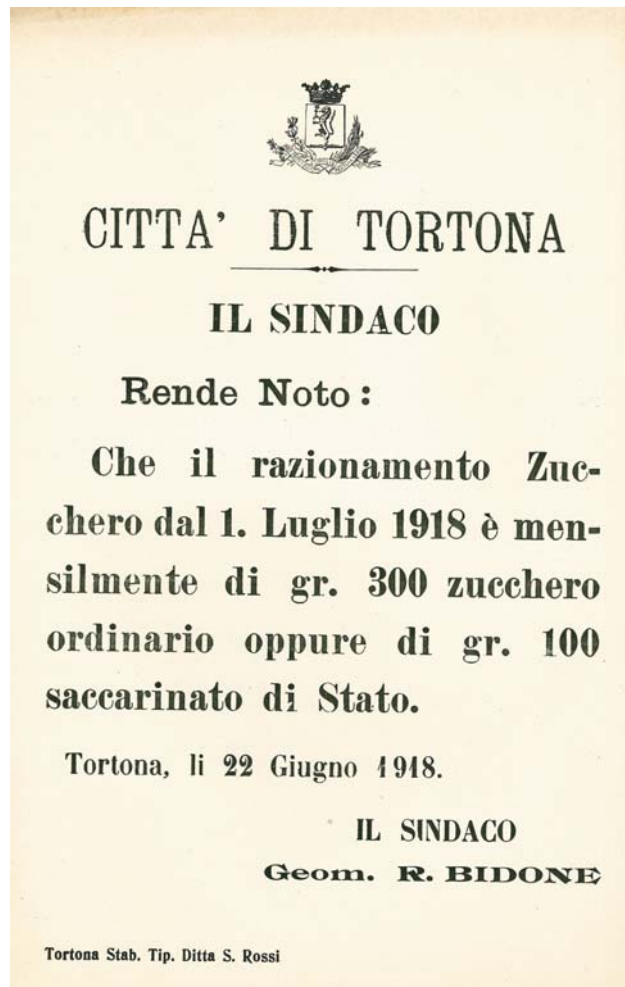 CITTA' DI TORTONA
IL SINDACO
Rende Noto:
Che il razionamento Zuc-
chero dal 1. Luglio 1918 è men-
silmente di gr. 300 zucchero
ordinario oppure di gr. 100
saccarinato di Stato.
Tortona, li 22 Giugno 1918.
IL SINDACO
Geom. R. BIDONE
Tortona Stab. Tip. Ditta S. Rossi